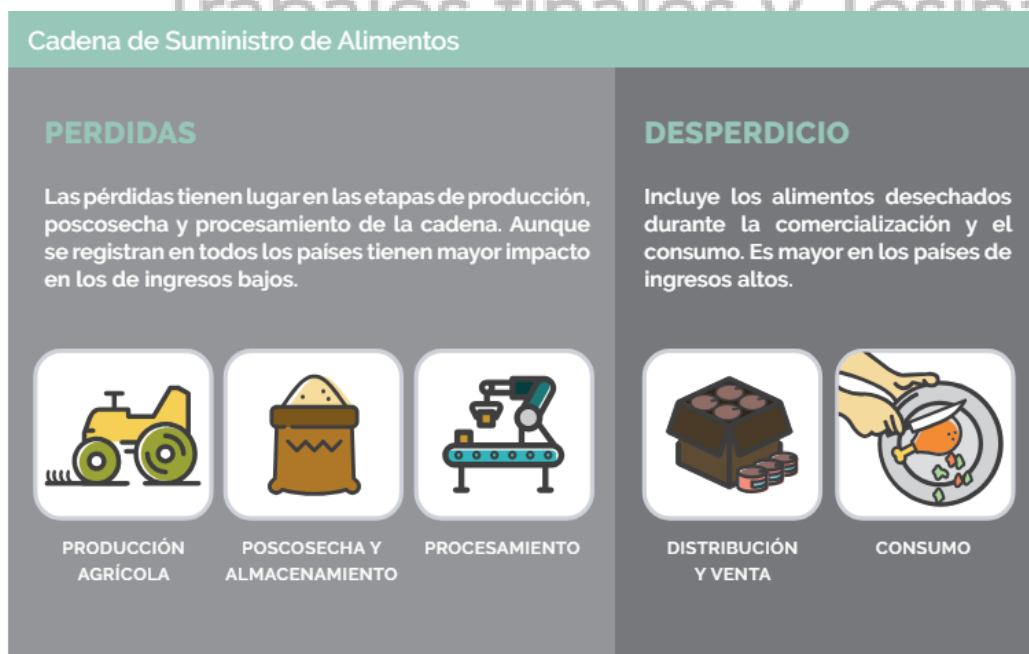 Trabajos finales y Tesina
Cadena de Suministro de Alimentos
PERDIDAS
Las pérdidas tienen lugar en las etapas de producción,
poscosecha y procesamiento de la cadena. Aunque
se registran en todos los países tienen mayor impacto
en los de ingresos bajos.
PRODUCCIÓN
AGRÍCOLA
POSCOSECHA Y
ALMACENAMIENTO
PROCESAMIENTO
DESPERDICIO
Incluye los alimentos desechados
durante la comercialización y el
consumo. Es mayor en los países de
ingresos altos.
DISTRIBUCIÓN
Y VENTA
CONSUMO